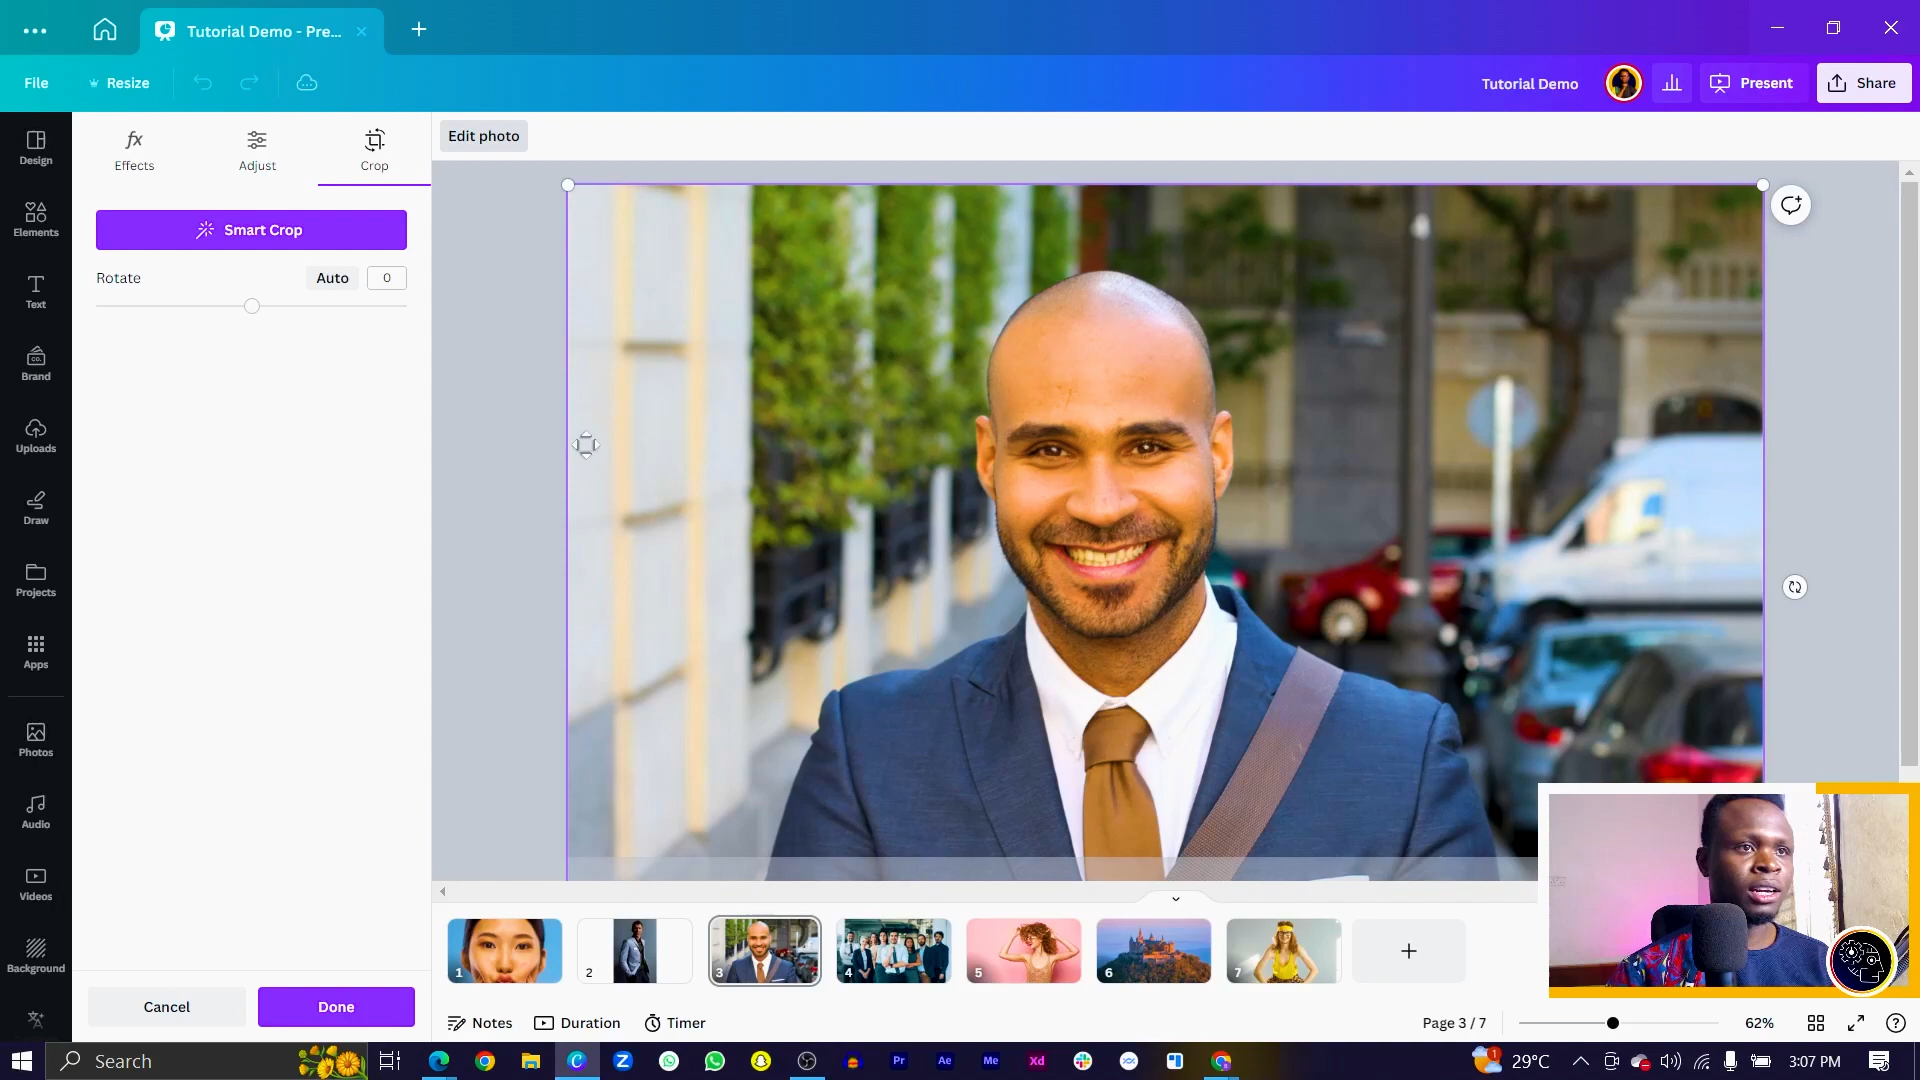 Tutorial Demo - Pre...
File
Resize
Tutorial Demo
Present
Share
Design
Elements
Text
Brand
Uploads
Draw
Projects
Apps
Photos
Audio
Videos
Background
fx
Effects
Adjust
Crop
Edit photo
Smart Crop
Rotate
Auto
0
CO.
Cancel
Done
1
2
3
4
5
6
7
Notes
Duration
Timer
Page 3 / 7
62%
Search
Pr
Ae
Me
Xd
1
29°C
3:07 PM